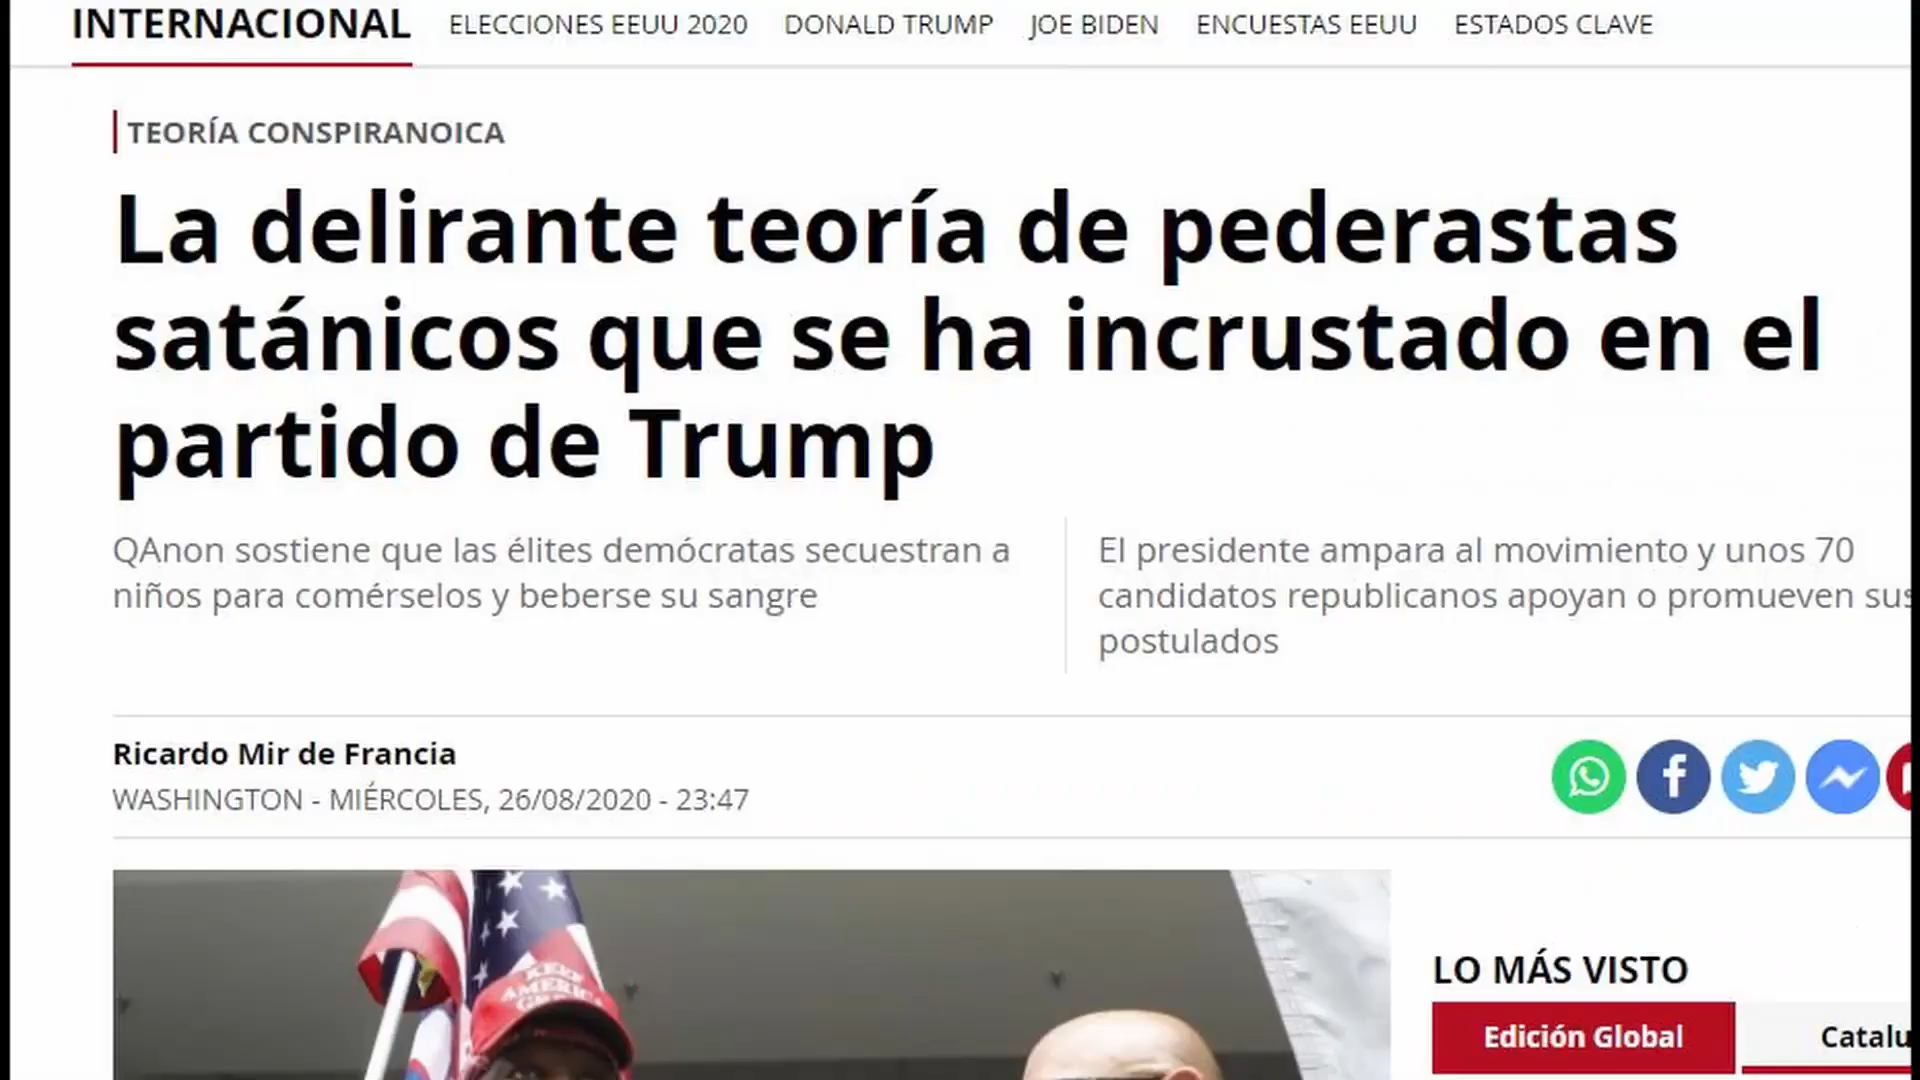 INTERNACIONAL ELECCIONES EEUU 2020 DONALD TRUMP JOE BIDEN ENCUESTAS EEUU ESTADOS CLAVE
TEORÍA CONSPIRANOICA
La delirante teoría de pederastas
satánicos que se ha incrustado en el
partido de Trump
QAnon sostiene que las élites demócratas secuestran a
niños para comérselos y beberse su sangre
El presidente ampara al movimiento y unos 70
candidatos republicanos apoyan o promueven sus
postulados
Ricardo Mir de Francia
WASHINGTON - MIÉRCOLES, 26/08/2020 - 23:47
KEEP
AMERICA
LO MÁS VISTO
Edición Global
Catalu